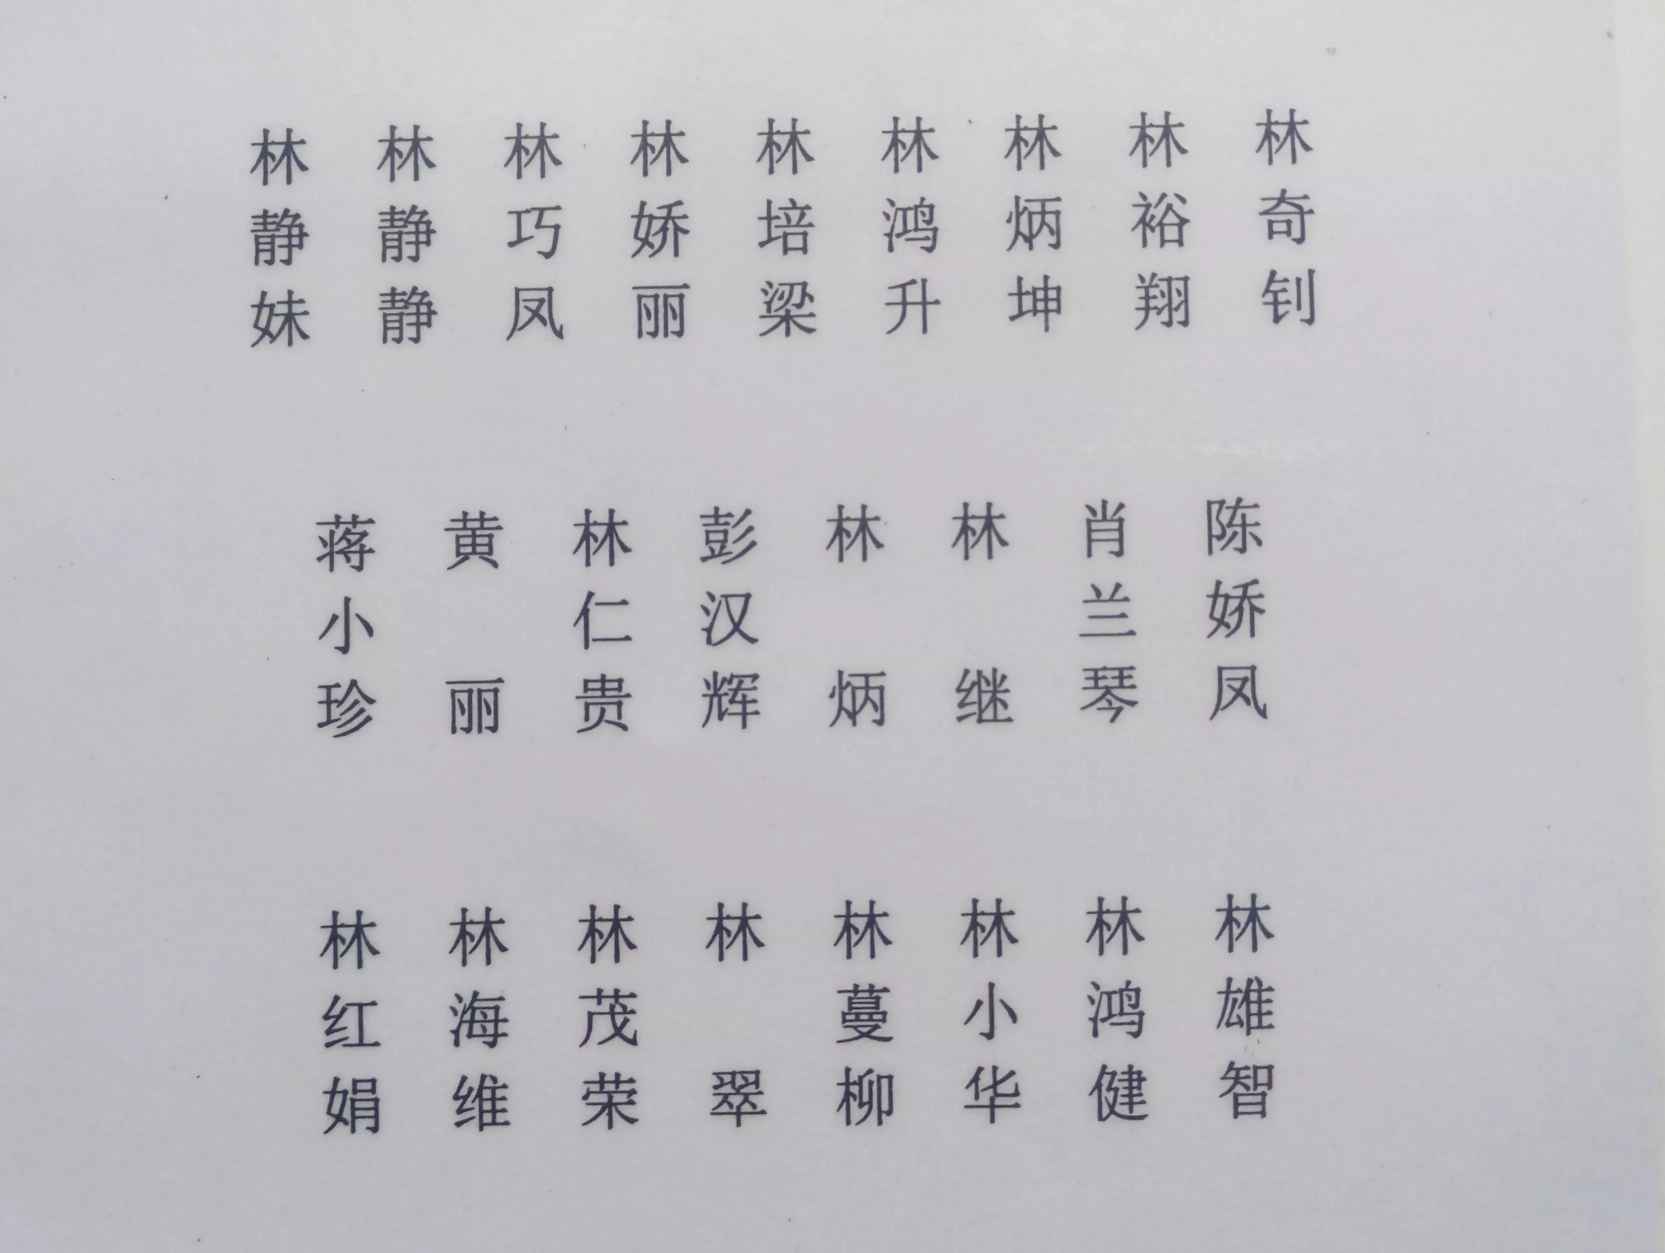 林奇钊
林裕翔
林炳坤
林鸿升
林培梁
林娇丽
林巧凤
林静静
林静妹
陈娇凤
肖兰琴
林继
林炳
彭汉辉
林仁贵
黄丽
蒋小珍
林雄智
林鸿健
林小华
林蔓柳
林翠
林茂荣
林海维
林红娟